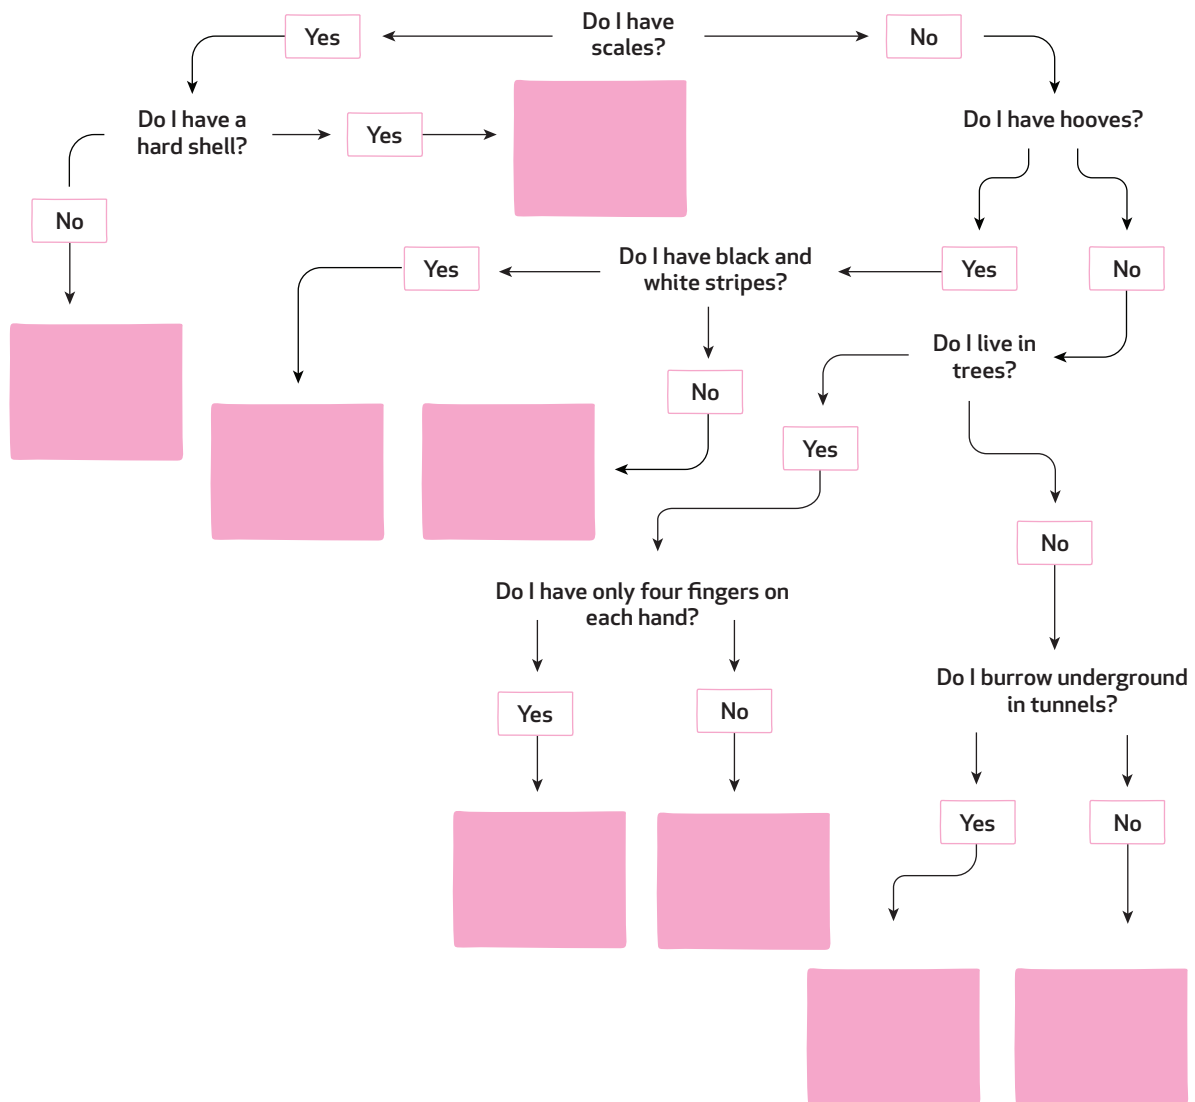 Do I have
scales?
Yes
No
Do I have a
hard shell?
Yes
Do I have hooves?
No
Do I have black and
white stripes?
Yes
Yes
No
Do I live in
trees?
No
Yes
No
Do I have only four fingers on
each hand?
Do I burrow underground
in tunnels?
Yes
No
Yes
No